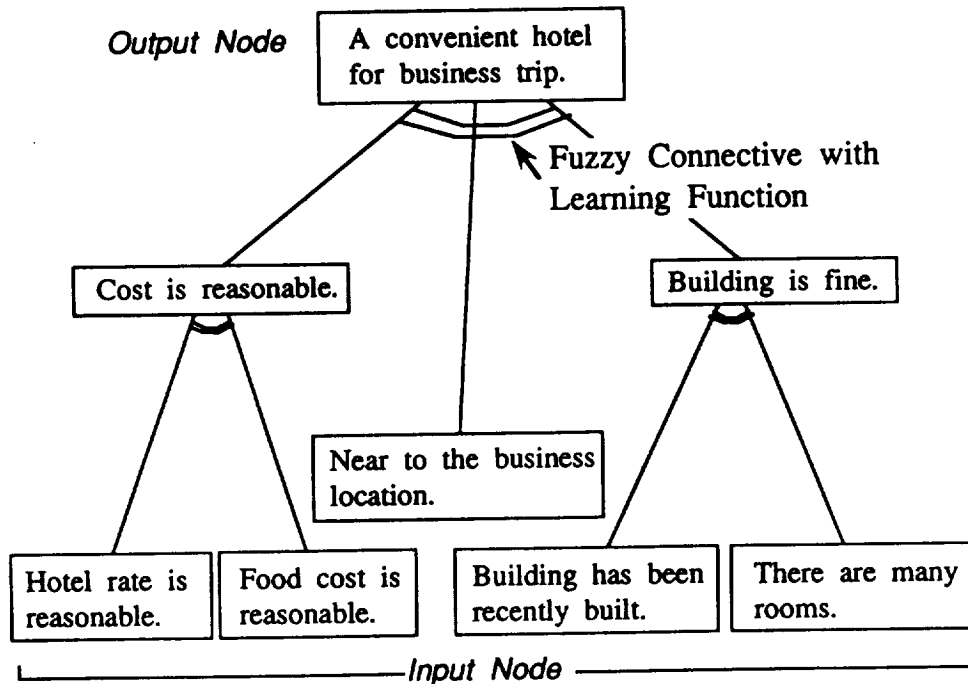 Output Node
A convenient hotel
for business trip.
Fuzzy Connective with
Learning Function
Cost is reasonable.
Building is fine.
Near to the business
location.
Hotel rate is
reasonable.
Food cost is
reasonable.
Building has been
recently built.
There are many
rooms.
Input Node